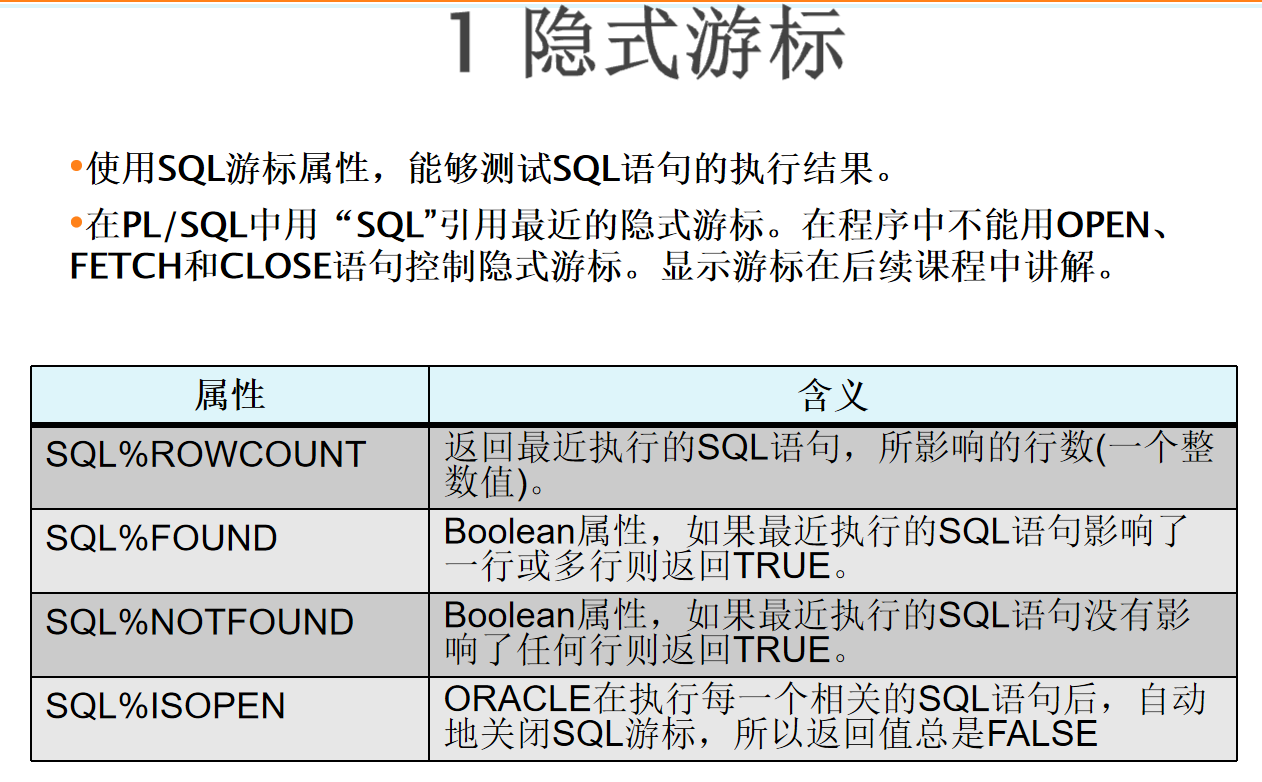 1 隐式游标
•使用SQL游标属性，能够测试SQL语句的执行结果。
•在PL/SQL中用“SQL”引用最近的隐式游标。在程序中不能用OPEN、
FETCH和CLOSE语句控制隐式游标。显示游标在后续课程中讲解。
属性 含义
SQL%ROWCOUNT 返回最近执行的SQL语句，所影响的行数(一个整
数值)。
SQL%FOUND Boolean属性，如果最近执行的SQL语句影响了
一行或多行则返回TRUE。
SQL%NOTFOUND Boolean属性，如果最近执行的SQL语句没有影
响了任何行则返回TRUE。
SQL%ISOPEN ORACLE在执行每一个相关的SQL语句后，自动
地关闭SQL游标，所以返回值总是FALSE